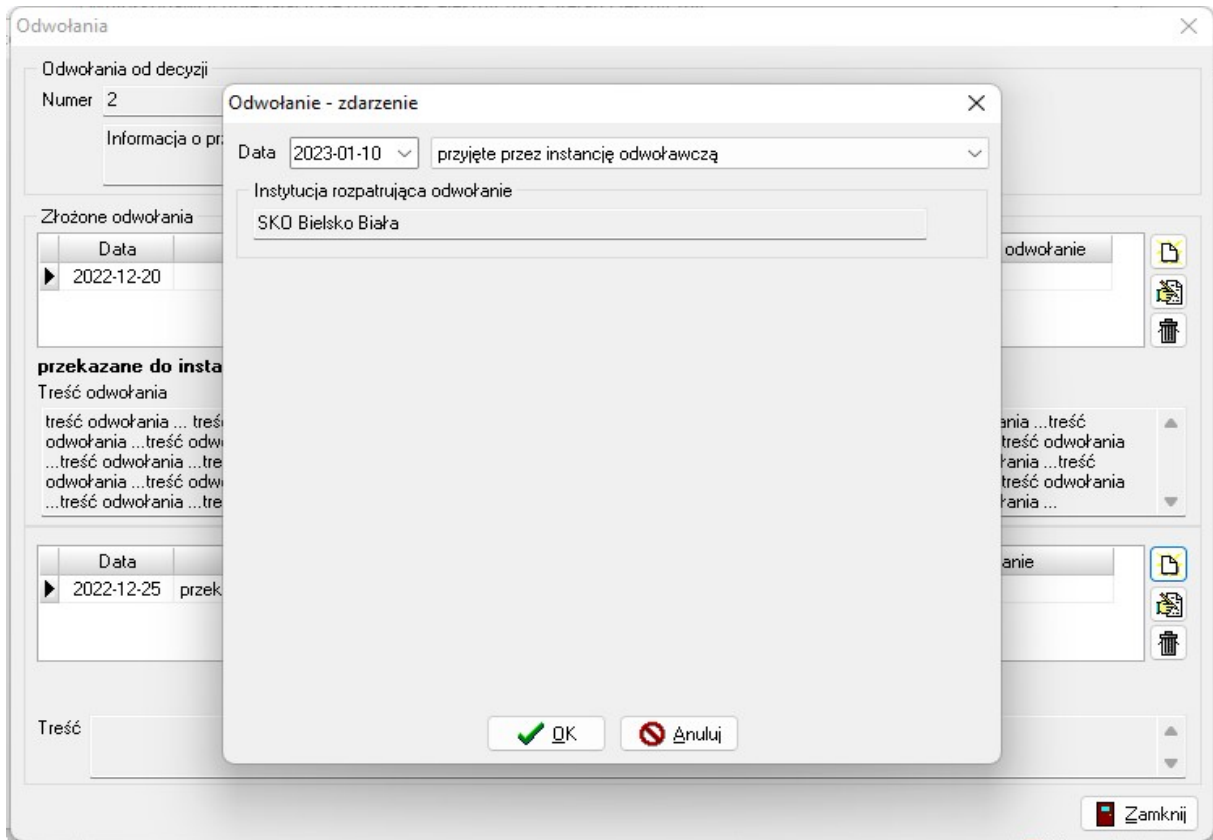 Odwołania
Odwołania od decyzji
Numer 2
Informacja o
Odwołanie - zdarzenie
Data 2023-01-10 przyjęte przez instancję odwoławczą
Instytucja rozpatrująca odwołanie
SKO Bielsko Biała
Złożone odwołania
Data odwołanie
2022-12-20
przekazane do insta
Treść odwołania
treść odwołania ... treś ania ...treść
odwołania ...treść odwo treść odwołania
...treść odwołania ...tre łania ...treść
odwołania ...treść odwo treść odwołania
...treść odwołania ...tre łania ...
Data anie
2022-12-25 przek
Treść
OK Anuluj
Zamknij